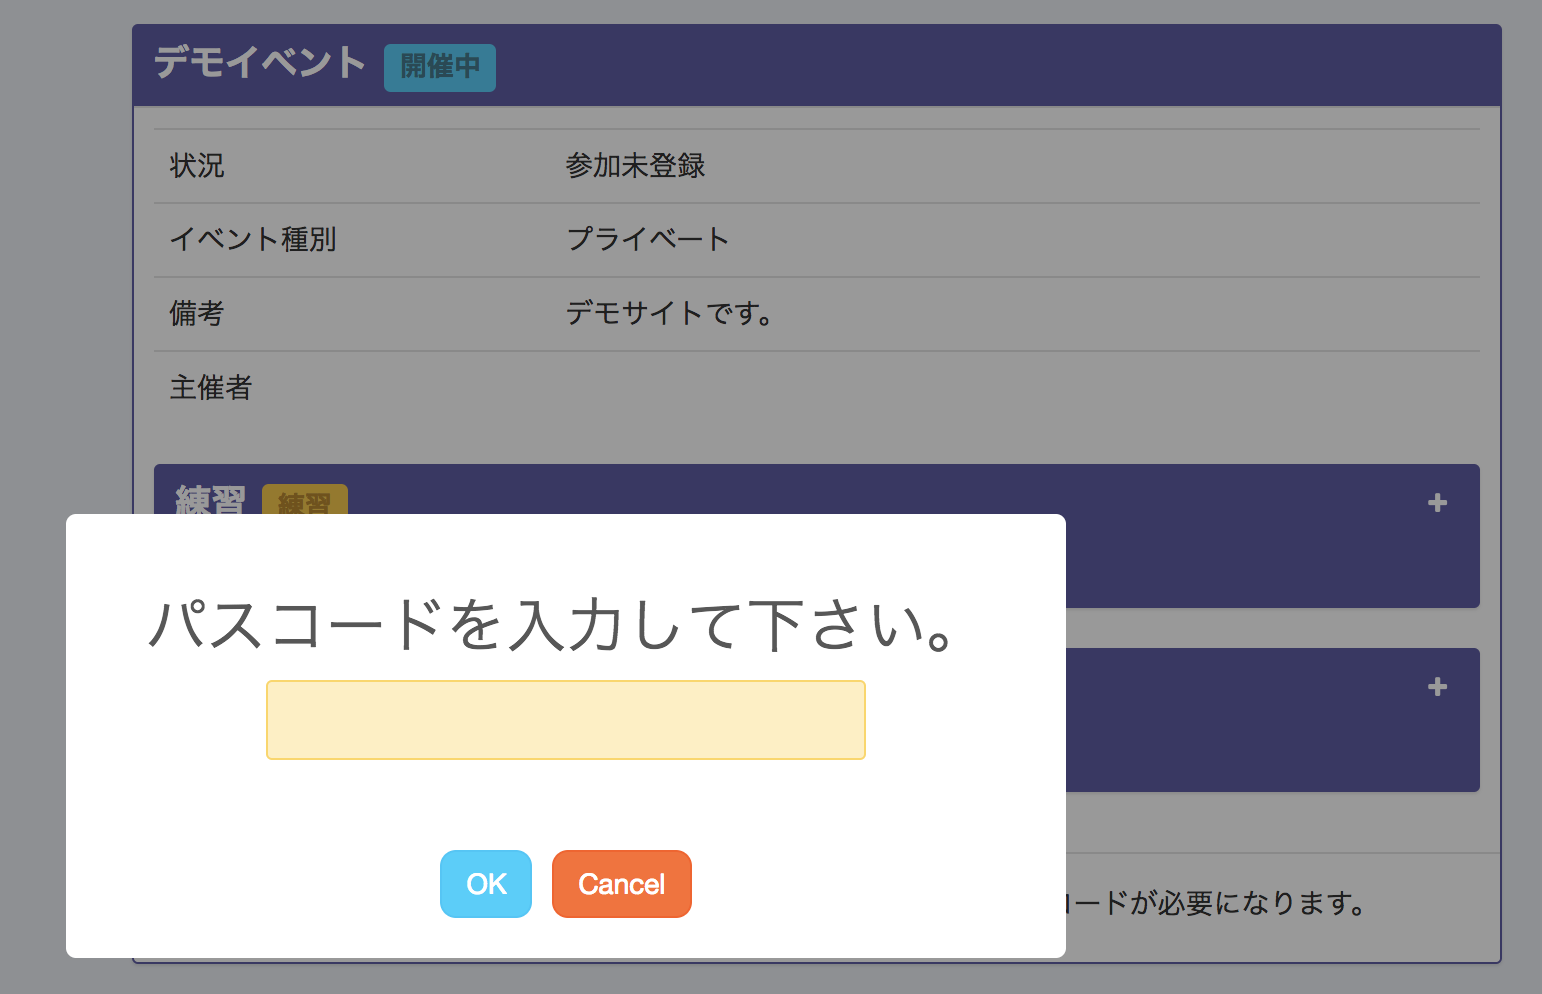 デモイベント 開催中
状況 参加未登録
イベント種別 プライベート
備考 デモサイトです。
主催者
練習 練習
パスコードを入力して下さい。
OK Cancel
コードが必要になります。